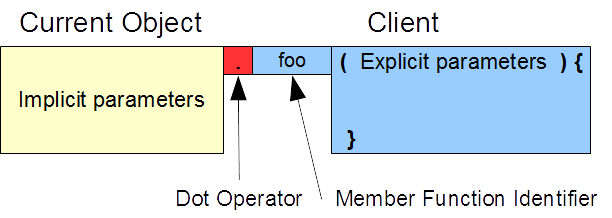 Current Object Client
. foo ( Explicit parameters ) {
Implicit parameters
}
Dot Operator Member Function Identifier